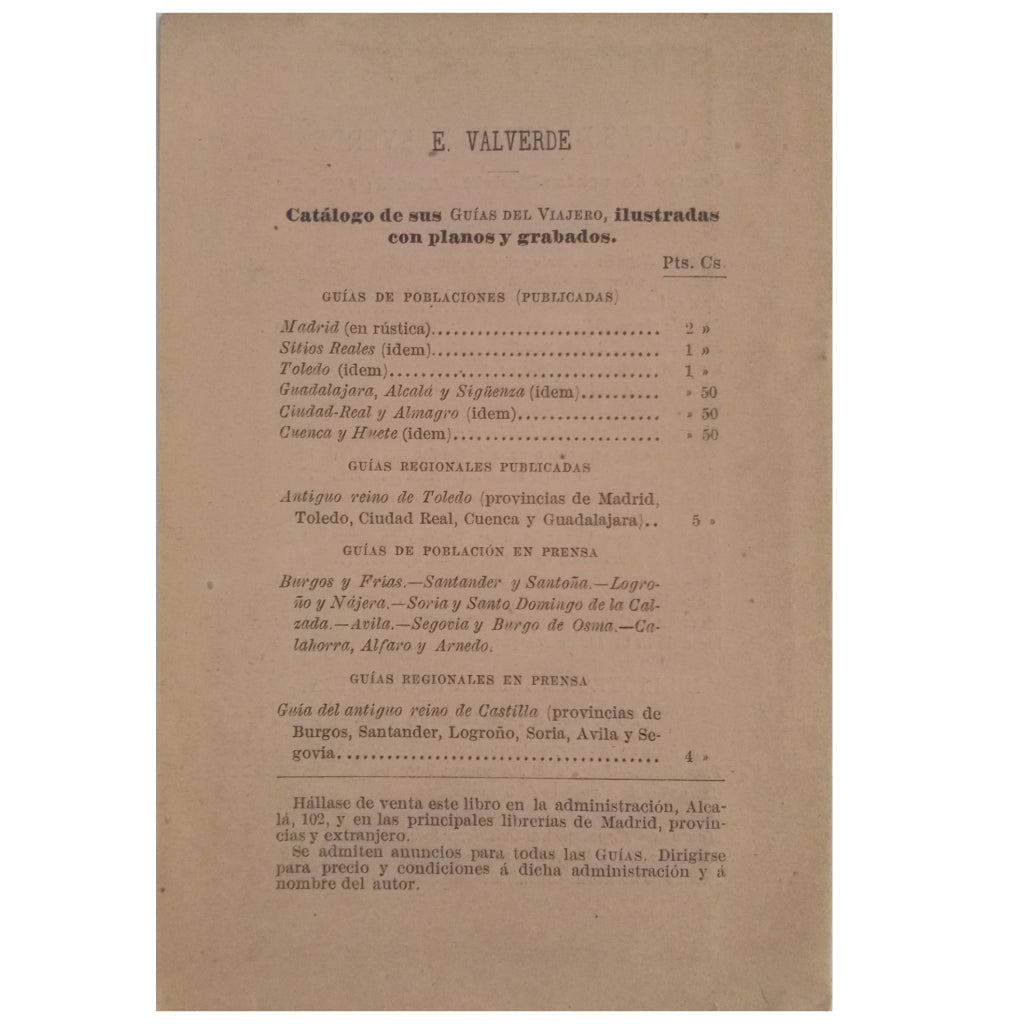 E. VALVERDE
Catálogo de sus GUÍAS DEL VIAJERO, ilustradas
con planos y grabados.
Pts. Cs.
GUÍAS DE POBLACIONES (PUBLICADAS)
Madrid (en rústica)............................. 2 »
Sitios Reales (idem)............................. 1 »
Toledo (idem).................................. 1 »
Guadalajara, Alcalá y Sigüenza (idem).......... » 50
Ciudad-Real y Almagro (idem).................. » 50
Cuenca y Huete (idem).......................... » 50
GUÍAS REGIONALES PUBLICADAS
Antiguo reino de Toledo (provincias de Madrid,
Toledo, Ciudad Real, Cuenca y Guadalajara).. 5 »
GUÍAS DE POBLACIÓN EN PRENSA
Burgos y Frias.—Santander y Santoña.—Logro-
ño y Nájera.—Soria y Santo Domingo de la Cal-
zada.—Avila.—Segovia y Burgo de Osma.—Ca-
lahorra, Alfaro y Arnedo.
GUÍAS REGIONALES EN PRENSA
Guía del antiguo reino de Castilla (provincias de
Burgos, Santander, Logroño, Soria, Avila y Se-
govia......................................... 4 »
Hállase de venta este libro en la administración, Alca-
lá, 102, y en las principales librerías de Madrid, provin-
cias y extranjero.
Se admiten anuncios para todas las GUÍAS. Dirigirse
para precio y condiciones á dicha administración y á
nombre del autor.